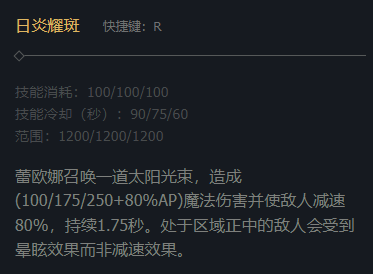 日炎耀斑 快捷键：R
技能消耗：100/100/100
技能冷却（秒）：90/75/60
范围：1200/1200/1200
蕾欧娜召唤一道太阳光束，造成
(100/175/250+80%AP)魔法伤害并使敌人减速
80%，持续1.75秒。处于区域正中的敌人会受到
晕眩效果而非减速效果。